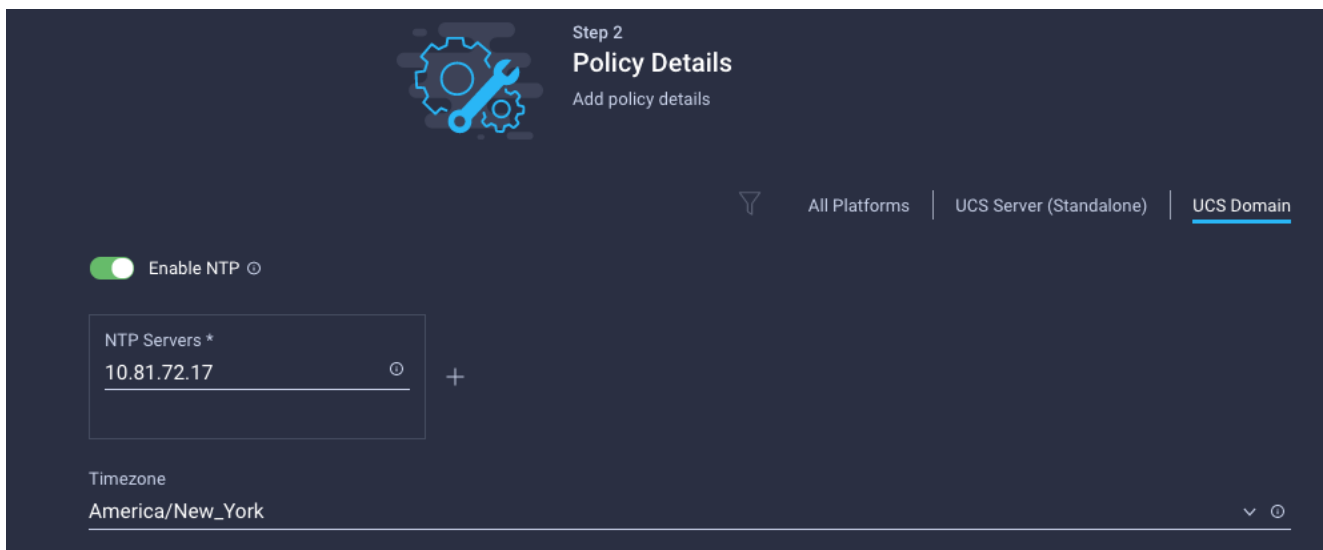 Step 2
Policy Details
Add policy details
All Platforms UCS Server (Standalone) UCS Domain
Enable NTP
NTP Servers *
10.81.72.17
Timezone
America/New_York